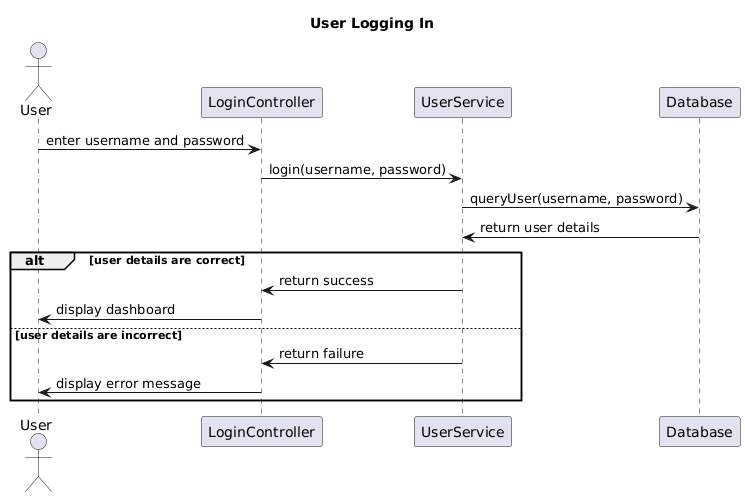 User Logging In
User
LoginController
UserService
Database
enter username and password
login(username, password)
queryUser(username, password)
return user details
alt
[user details are correct]
return success
display dashboard
[user details are incorrect]
return failure
display error message
User
LoginController
UserService
Database